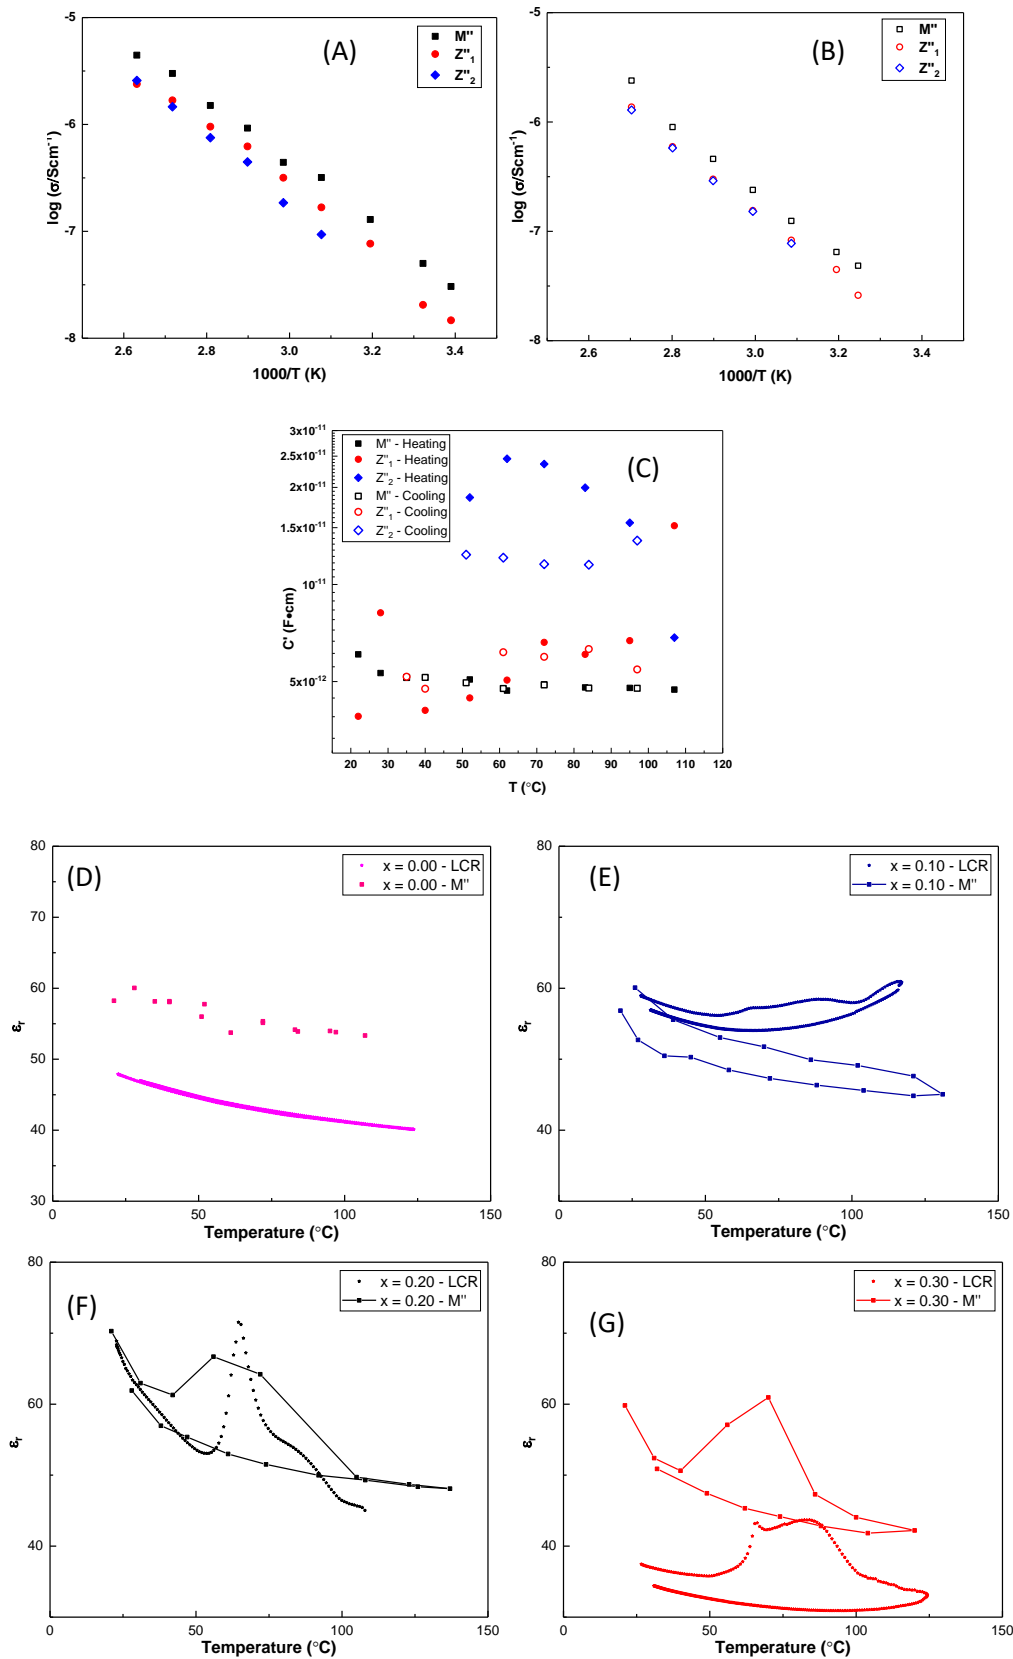 -5
-6
-7
-8
log (σ/Scm⁻¹)
(A)
M''
Z''₁
Z''₂
2.6 2.8 3.0 3.2 3.4
1000/T (K)
-5
-6
-7
-8
log (σ/Scm⁻¹)
(B)
M''
Z''₁
Z''₂
2.6 2.8 3.0 3.2 3.4
1000/T (K)
3x10⁻¹¹
2.5x10⁻¹¹
2x10⁻¹¹
1.5x10⁻¹¹
10⁻¹¹
5x10⁻¹²
C' (F•cm)
M'' - Heating
Z''₁ - Heating
Z''₂ - Heating
M'' - Cooling
Z''₁ - Cooling
Z''₂ - Cooling
(C)
20 30 40 50 60 70 80 90 100 110 120
T (°C)
80
70
60
50
40
30
εᵣ
(D)
x = 0.00 - LCR
x = 0.00 - M''
0 50 100 150
Temperature (°C)
80
60
40
εᵣ
(E)
x = 0.10 - LCR
x = 0.10 - M''
0 50 100 150
Temperature (°C)
80
60
40
εᵣ
(F)
x = 0.20 - LCR
x = 0.20 - M''
0 50 100 150
Temperature (°C)
80
60
40
εᵣ
(G)
x = 0.30 - LCR
x = 0.30 - M''
0 50 100 150
Temperature (°C)